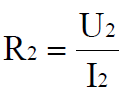 R₂ = U₂ / I₂